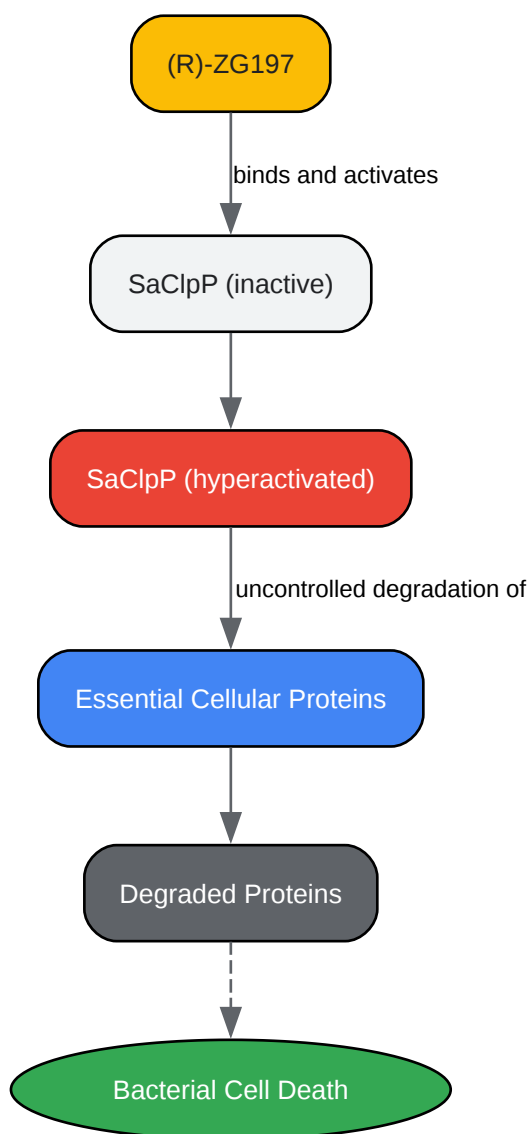 (R)-ZG197
binds and activates
SaClpP (inactive)
SaClpP (hyperactivated)
uncontrolled degradation of
Essential Cellular Proteins
Degraded Proteins
Bacterial Cell Death